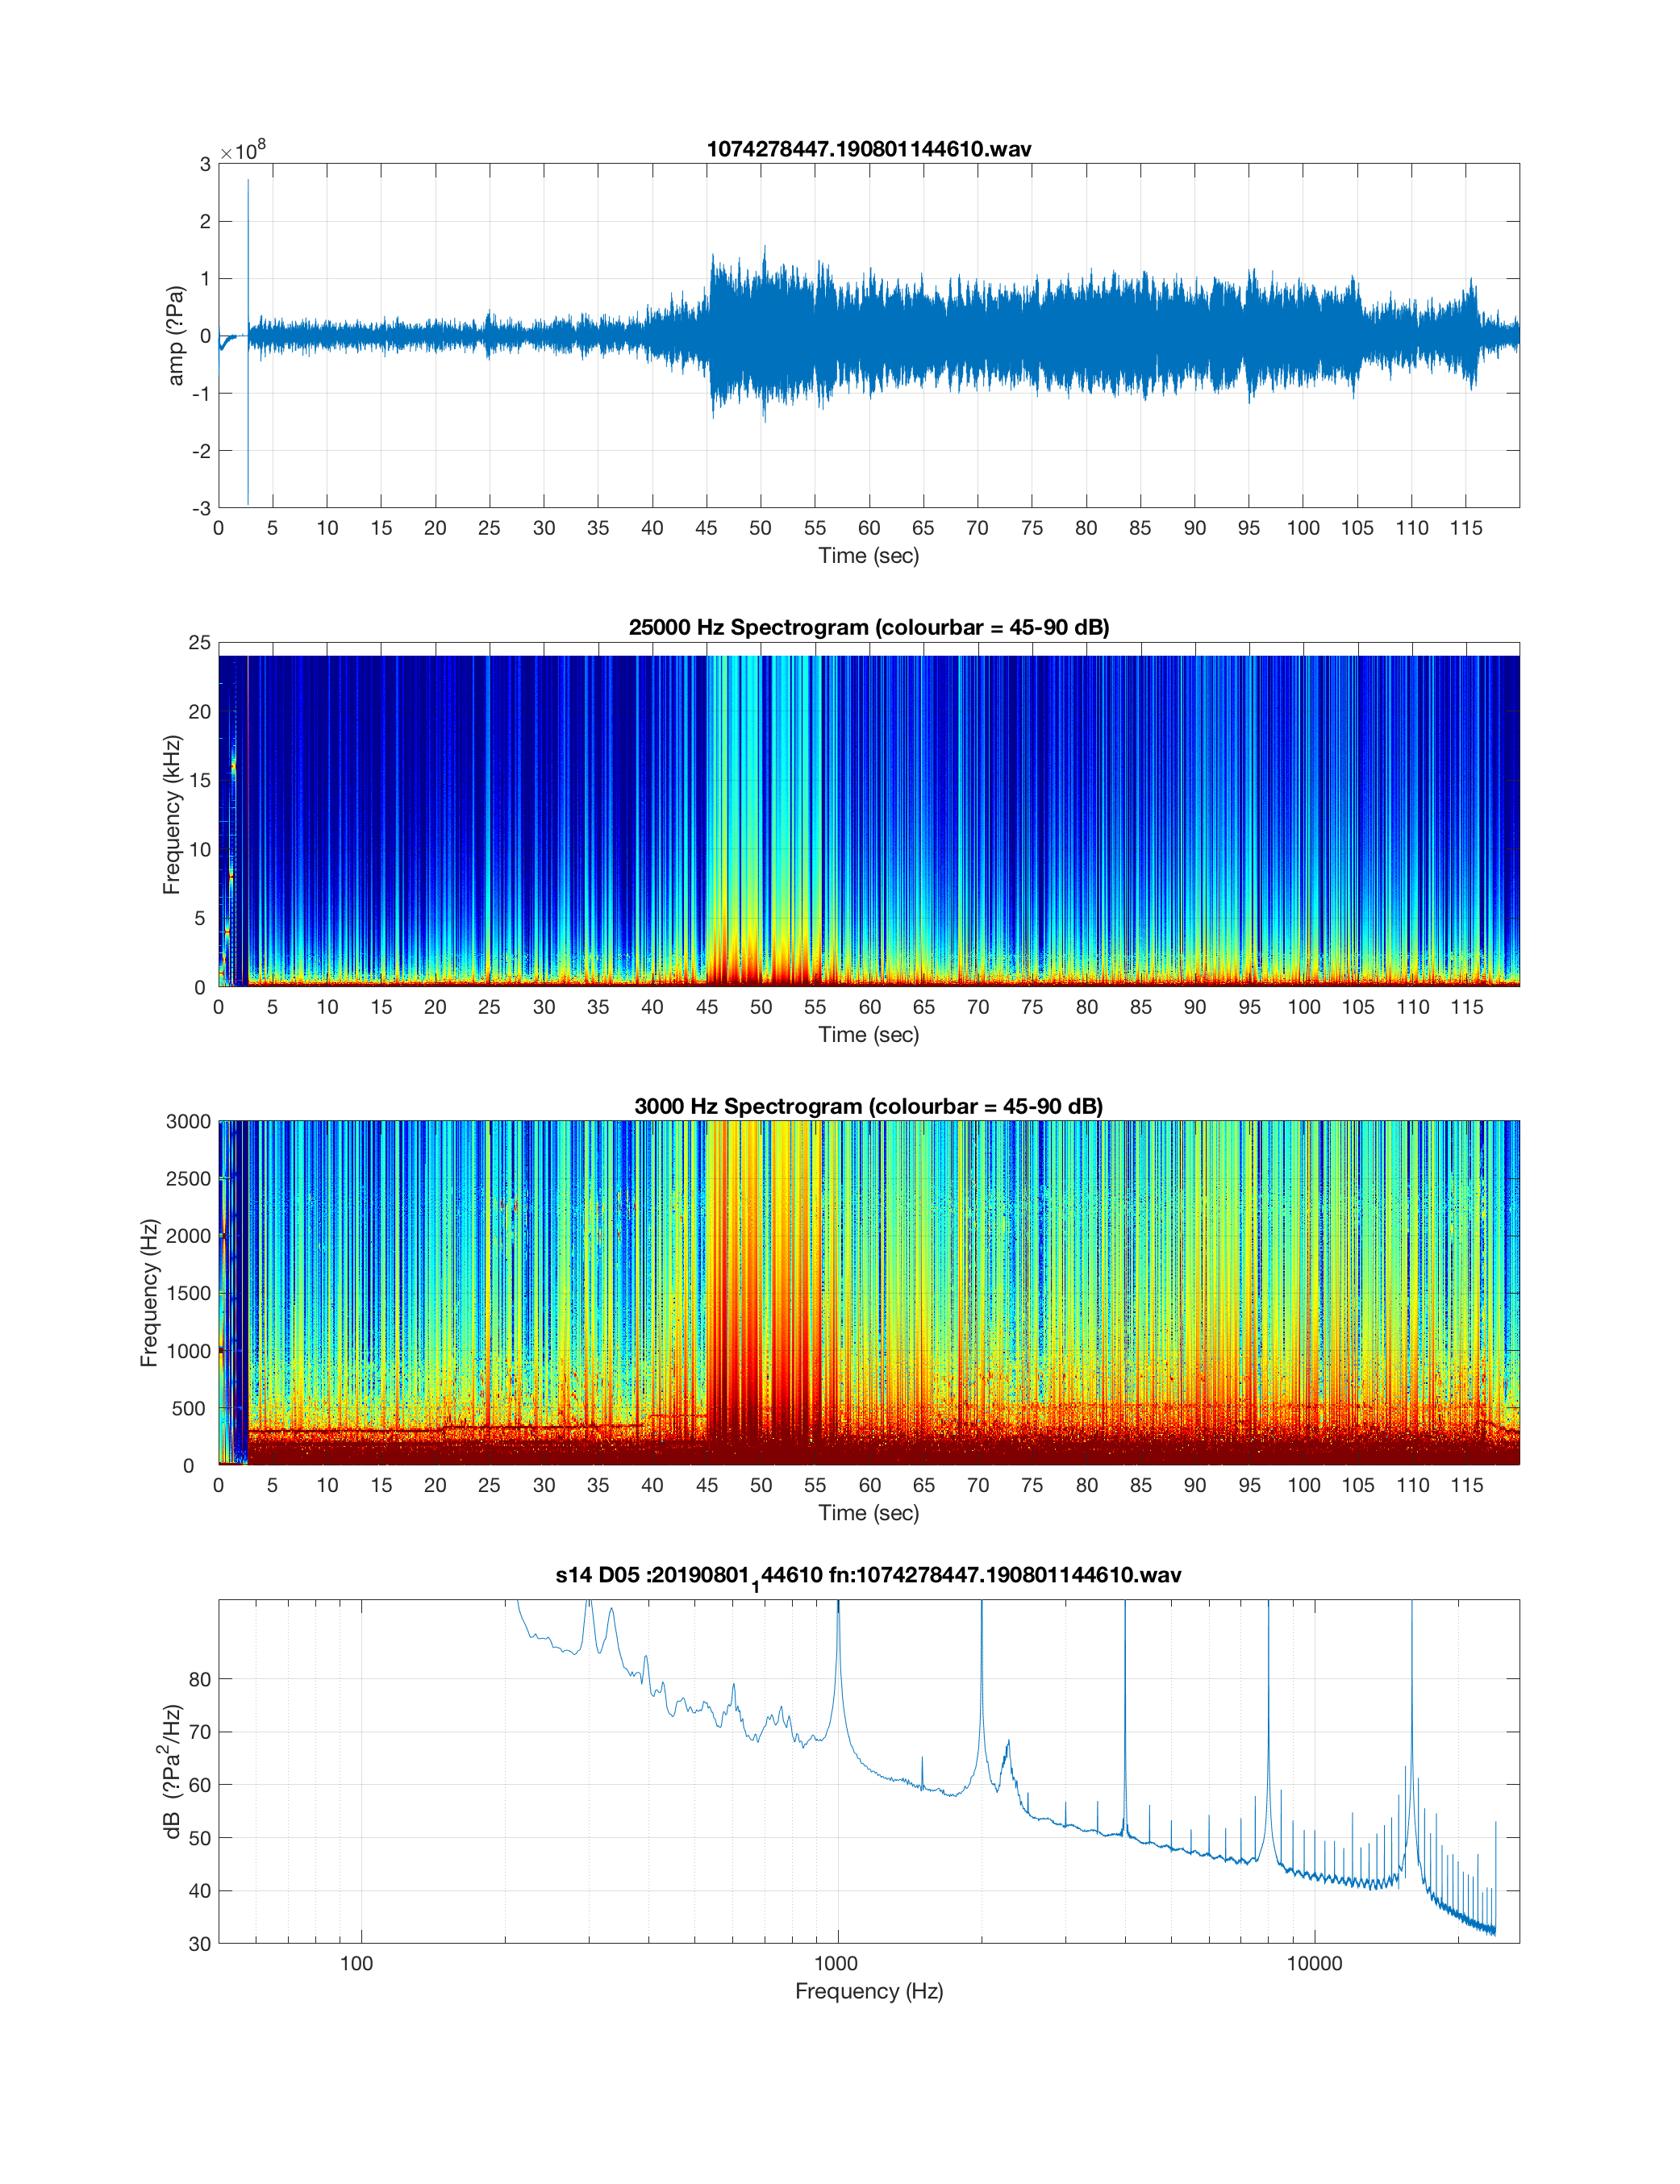 1074278447.190801144610.wav
×10^8
3
2
1
0
-1
-2
-3
amp (?Pa)
0 5 10 15 20 25 30 35 40 45 50 55 60 65 70 75 80 85 90 95 100 105 110 115
Time (sec)
25000 Hz Spectrogram (colourbar = 45-90 dB)
25
20
15
10
5
0
Frequency (kHz)
0 5 10 15 20 25 30 35 40 45 50 55 60 65 70 75 80 85 90 95 100 105 110 115
Time (sec)
3000 Hz Spectrogram (colourbar = 45-90 dB)
3000
2500
2000
1500
1000
500
0
Frequency (Hz)
0 5 10 15 20 25 30 35 40 45 50 55 60 65 70 75 80 85 90 95 100 105 110 115
Time (sec)
s14 D05 :20190801_144610 fn:1074278447.190801144610.wav
80
70
60
50
40
30
dB (?Pa^2/Hz)
100 1000 10000
Frequency (Hz)